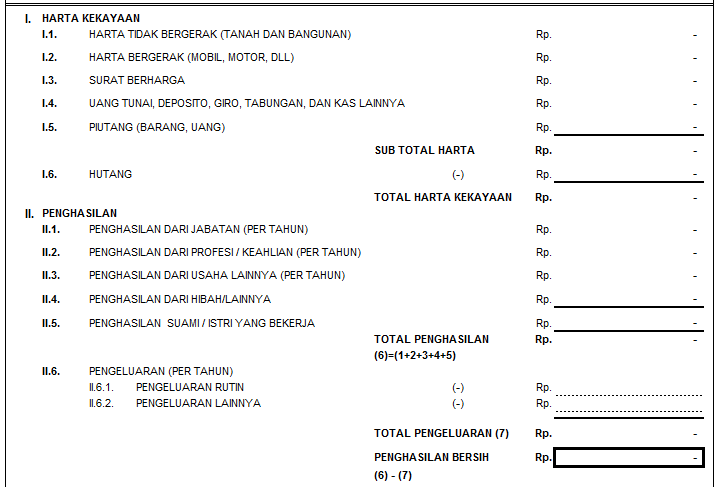 I. HARTA KEKAYAAN
I.1. HARTA TIDAK BERGERAK (TANAH DAN BANGUNAN) Rp. -
I.2. HARTA BERGERAK (MOBIL, MOTOR, DLL) Rp. -
I.3. SURAT BERHARGA Rp. -
I.4. UANG TUNAI, DEPOSITO, GIRO, TABUNGAN, DAN KAS LAINNYA Rp. -
I.5. PIUTANG (BARANG, UANG) Rp. -
SUB TOTAL HARTA Rp. -
I.6. HUTANG (-) Rp. -
TOTAL HARTA KEKAYAAN Rp. -
II. PENGHASILAN
II.1. PENGHASILAN DARI JABATAN (PER TAHUN) Rp. -
II.2. PENGHASILAN DARI PROFESI / KEAHLIAN (PER TAHUN) Rp. -
II.3. PENGHASILAN DARI USAHA LAINNYA (PER TAHUN) Rp. -
II.4. PENGHASILAN DARI HIBAH/LAINNYA Rp. -
II.5. PENGHASILAN SUAMI / ISTRI YANG BEKERJA Rp. -
TOTAL PENGHASILAN Rp. -
(6)=(1+2+3+4+5)
II.6. PENGELUARAN (PER TAHUN)
II.6.1. PENGELUARAN RUTIN (-) Rp.
II.6.2. PENGELUARAN LAINNYA (-) Rp.
TOTAL PENGELUARAN (7) Rp. -
PENGHASILAN BERSIH Rp. -
(6) - (7)